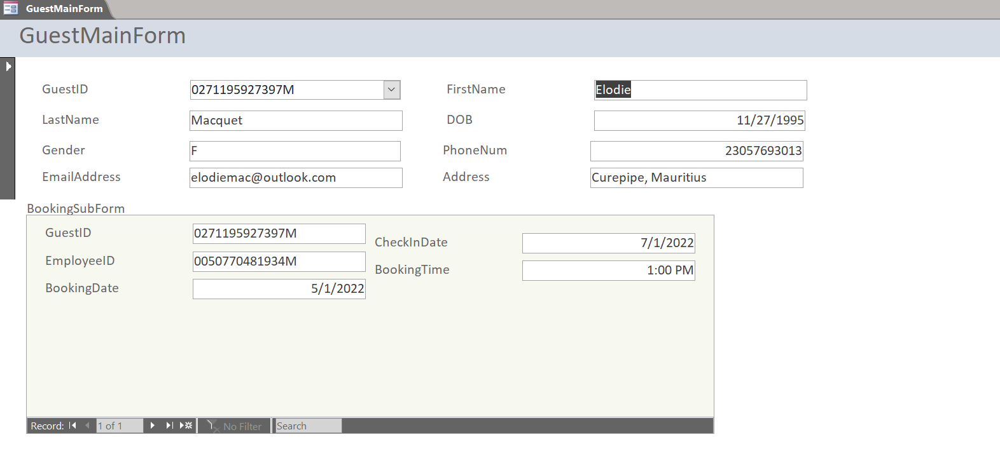 GuestMainForm
GuestMainForm
GuestID 0271195927397M FirstName Elodie
LastName Macquet DOB 11/27/1995
Gender F PhoneNum 23057693013
EmailAddress elodiemac@outlook.com Address Curepipe, Mauritius
BookingSubForm
GuestID 0271195927397M
CheckInDate 7/1/2022
EmployeeID 0050770481934M
BookingTime 1:00 PM
BookingDate 5/1/2022
Record: 1 of 1 No Filter Search